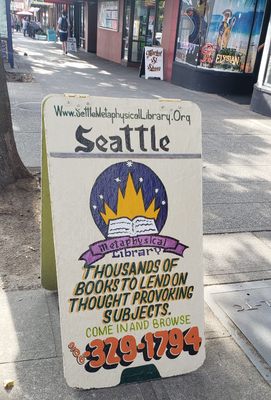 Www.SeattleMetaphysicalLibrary.Org
Seattle
Metaphysical
Library
THOUSANDS OF
BOOKS TO LEND ON
THOUGHT PROVOKING
SUBJECTS.
COME IN AND BROWSE
206
329-1794